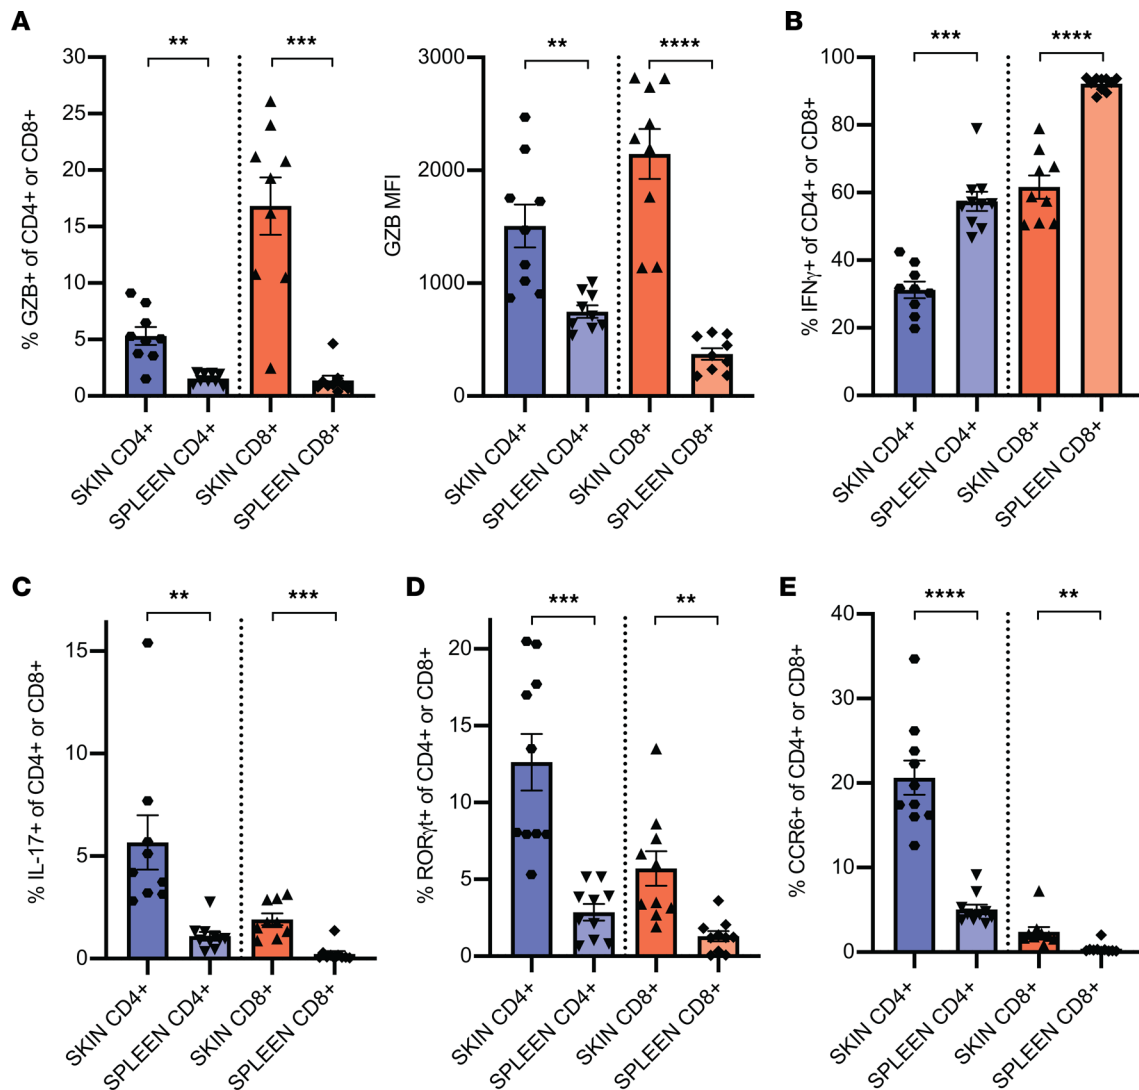 A
% GZB+ of CD4+ or CD8+
30
25
20
15
10
5
0
** ***
SKIN CD4+
SPLEEN CD4+
SKIN CD8+
SPLEEN CD8+
GZB MFI
3000
2000
1000
0
** ****
SKIN CD4+
SPLEEN CD4+
SKIN CD8+
SPLEEN CD8+
B
% IFNγ+ of CD4+ or CD8+
100
80
60
40
20
0
*** ****
SKIN CD4+
SPLEEN CD4+
SKIN CD8+
SPLEEN CD8+
C
% IL-17+ of CD4+ or CD8+
15
10
5
0
** ***
SKIN CD4+
SPLEEN CD4+
SKIN CD8+
SPLEEN CD8+
D
% RORγt+ of CD4+ or CD8+
20
15
10
5
0
*** **
SKIN CD4+
SPLEEN CD4+
SKIN CD8+
SPLEEN CD8+
E
% CCR6+ of CD4+ or CD8+
40
30
20
10
0
**** **
SKIN CD4+
SPLEEN CD4+
SKIN CD8+
SPLEEN CD8+